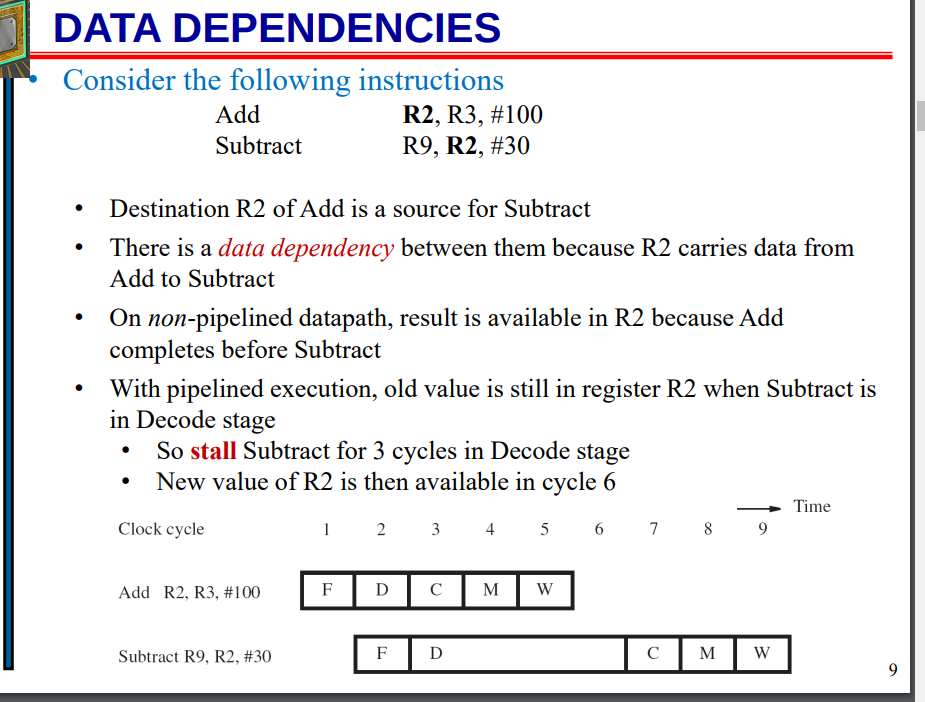 DATA DEPENDENCIES
• Consider the following instructions
Add R2, R3, #100
Subtract R9, R2, #30
• Destination R2 of Add is a source for Subtract
• There is a data dependency between them because R2 carries data from
Add to Subtract
• On non-pipelined datapath, result is available in R2 because Add
completes before Subtract
• With pipelined execution, old value is still in register R2 when Subtract is
in Decode stage
• So stall Subtract for 3 cycles in Decode stage
• New value of R2 is then available in cycle 6
Time
Clock cycle 1 2 3 4 5 6 7 8 9
Add R2, R3, #100 F D C M W
Subtract R9, R2, #30 F D C M W
9